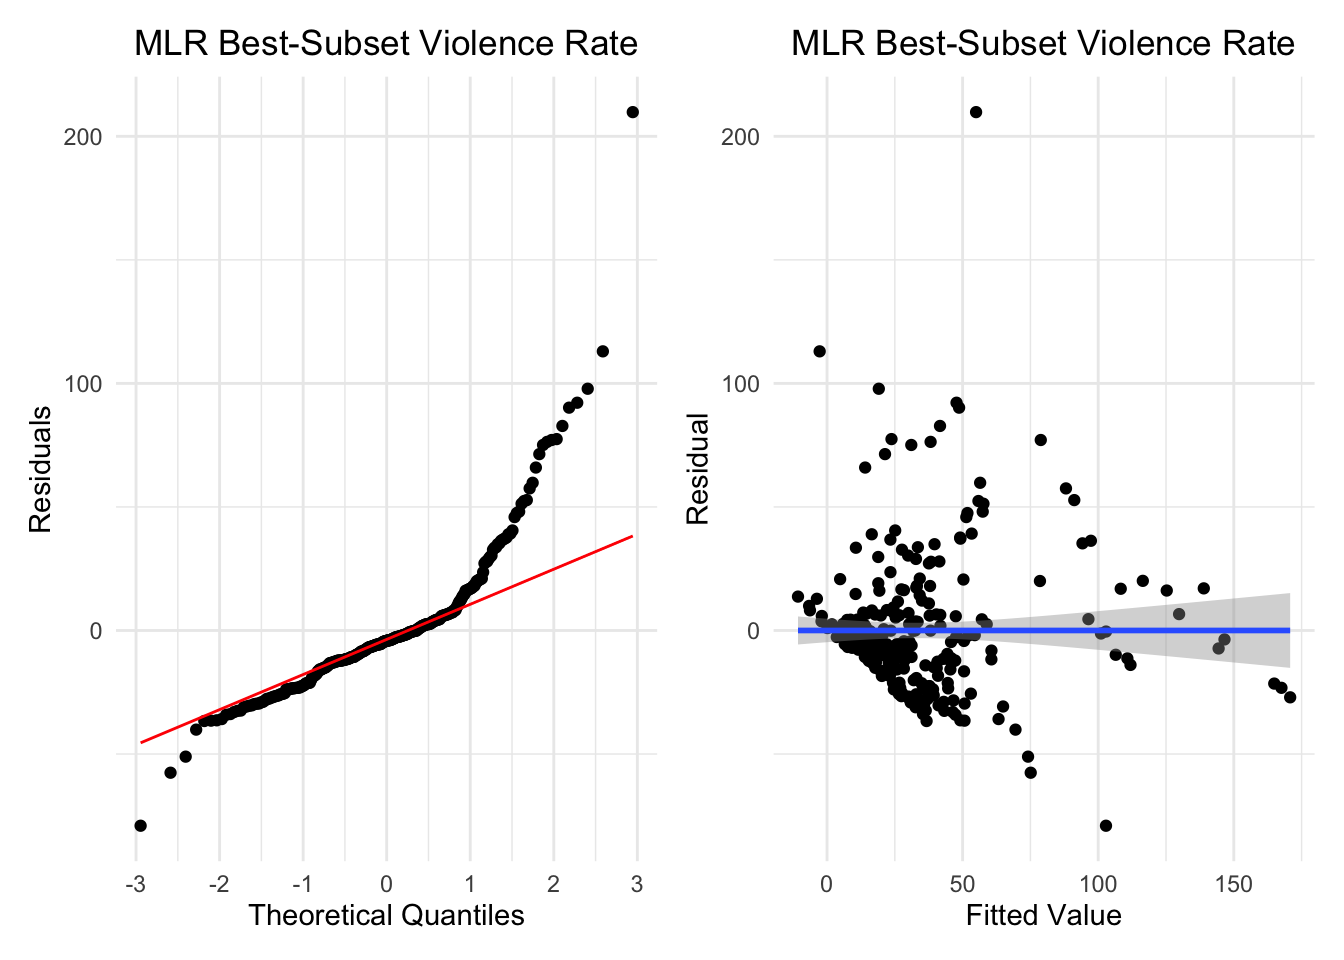 MLR Best-Subset Violence Rate
200
100
0
Residuals
-3 -2 -1 0 1 2 3
Theoretical Quantiles
MLR Best-Subset Violence Rate
200
100
0
Residual
0 50 100 150
Fitted Value